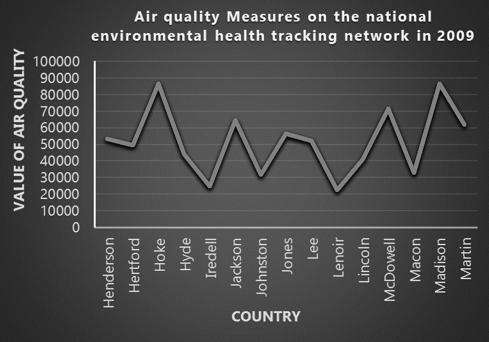 Air quality Measures on the national
environmental health tracking network in 2009
VALUE OF AIR QUALITY
100000
90000
80000
70000
60000
50000
40000
30000
20000
10000
0
Henderson
Hertford
Hoke
Hyde
Iredell
Jackson
Johnston
Jones
Lee
Lenoir
Lincoln
McDowell
Macon
Madison
Martin
COUNTRY